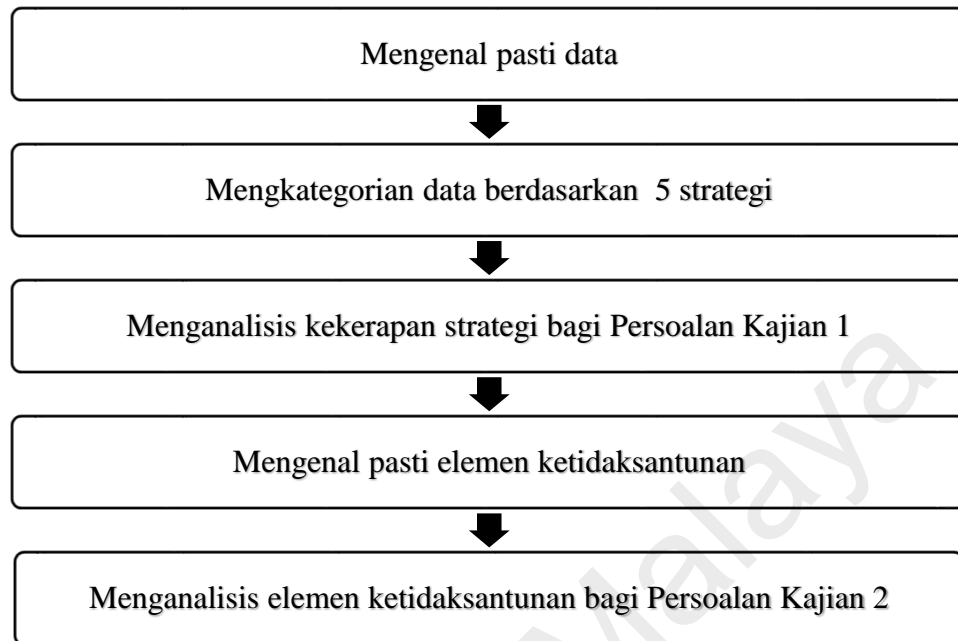 Mengenal pasti data
Mengkategorian data berdasarkan 5 strategi
Menganalisis kekerapan strategi bagi Persoalan Kajian 1
Mengenal pasti elemen ketidaksantunan
Menganalisis elemen ketidaksantunan bagi Persoalan Kajian 2
Malaya